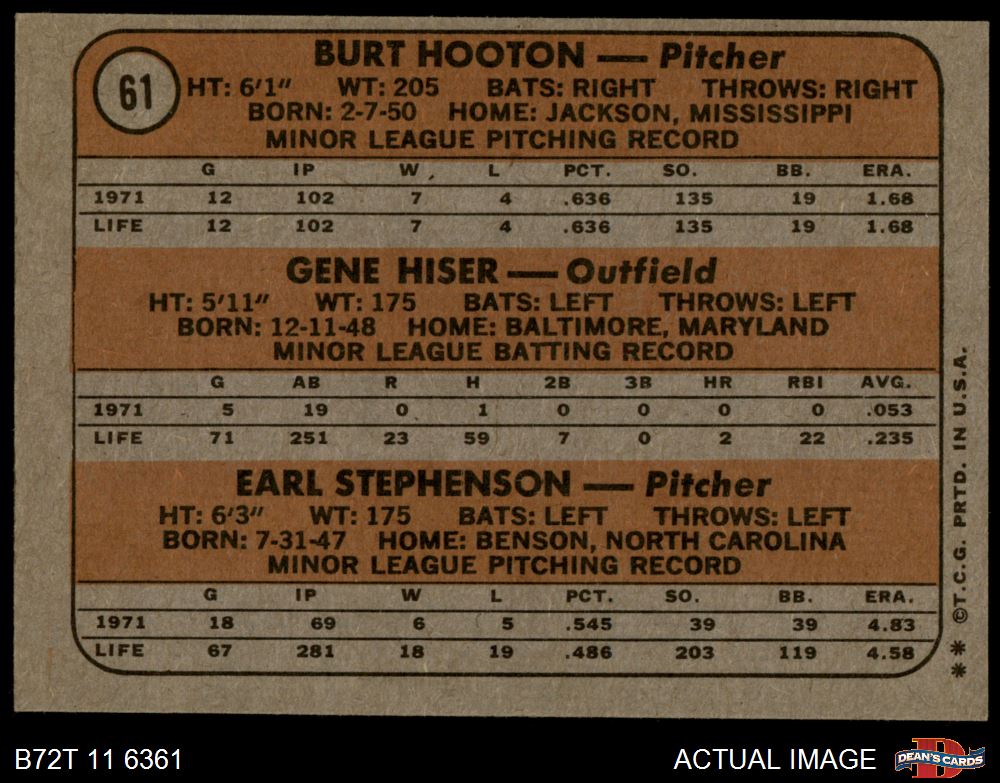 61
BURT HOOTON — Pitcher
HT: 6'1" WT: 205 BATS: RIGHT THROWS: RIGHT
BORN: 2-7-50 HOME: JACKSON, MISSISSIPPI
MINOR LEAGUE PITCHING RECORD
G IP W L PCT. SO. BB. ERA.
1971 12 102 7 4 .636 135 19 1.68
LIFE 12 102 7 4 .636 135 19 1.68
GENE HISER — Outfield
HT: 5'11" WT: 175 BATS: LEFT THROWS: LEFT
BORN: 12-11-48 HOME: BALTIMORE, MARYLAND
MINOR LEAGUE BATTING RECORD
G AB R H 2B 3B HR RBI AVG.
1971 5 19 0 1 0 0 0 0 .053
LIFE 71 251 23 59 7 0 2 22 .235
EARL STEPHENSON — Pitcher
HT: 6'3" WT: 175 BATS: LEFT THROWS: LEFT
BORN: 7-31-47 HOME: BENSON, NORTH CAROLINA
MINOR LEAGUE PITCHING RECORD
G IP W L PCT. SO. BB. ERA.
1971 18 69 6 5 .545 39 39 4.83
LIFE 67 281 18 19 .486 203 119 4.58
** ©T.C.G. PRTD. IN U.S.A.
B72T 11 6361
ACTUAL IMAGE
D
DEAN'S CARDS